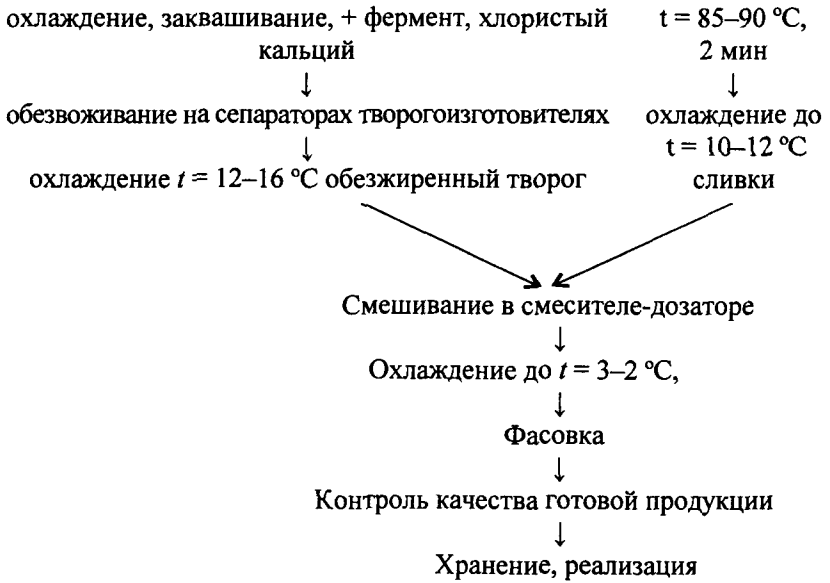 охлаждение, заквашивание, + фермент, хлористый
кальций
t = 85–90 °C,
2 мин
↓
↓
обезвоживание на сепараторах творогоизготовителях
охлаждение до
t = 10–12 °C
сливки
↓
охлаждение t = 12–16 °C обезжиренный творог
Смешивание в смесителе-дозаторе
↓
Охлаждение до t = 3–2 °C,
↓
Фасовка
↓
Контроль качества готовой продукции
↓
Хранение, реализация